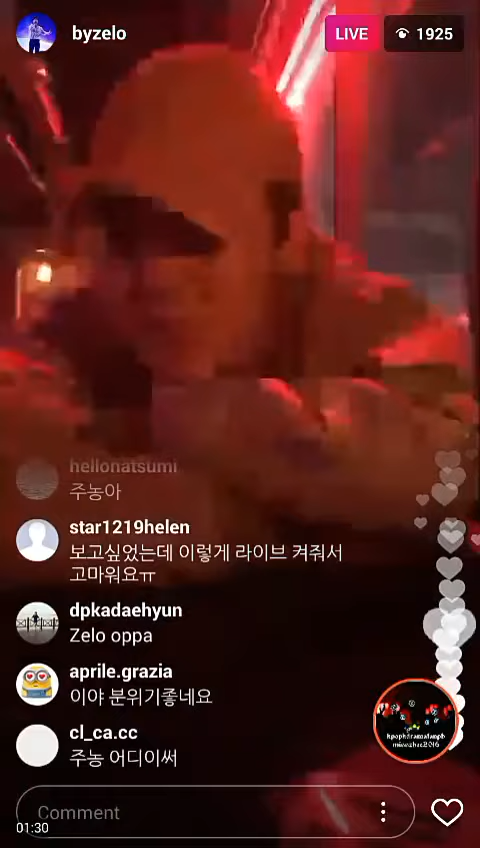 byzelo
LIVE
1925
hellonatsumi
주농아
star1219helen
보고싶었는데 이렇게 라이브 켜줘서
고마워요ㅠ
dpkadaehyun
Zelo oppa
aprile.grazia
이야 분위기좋네요
cl_ca.cc
주농 어디이써
Comment
01:30